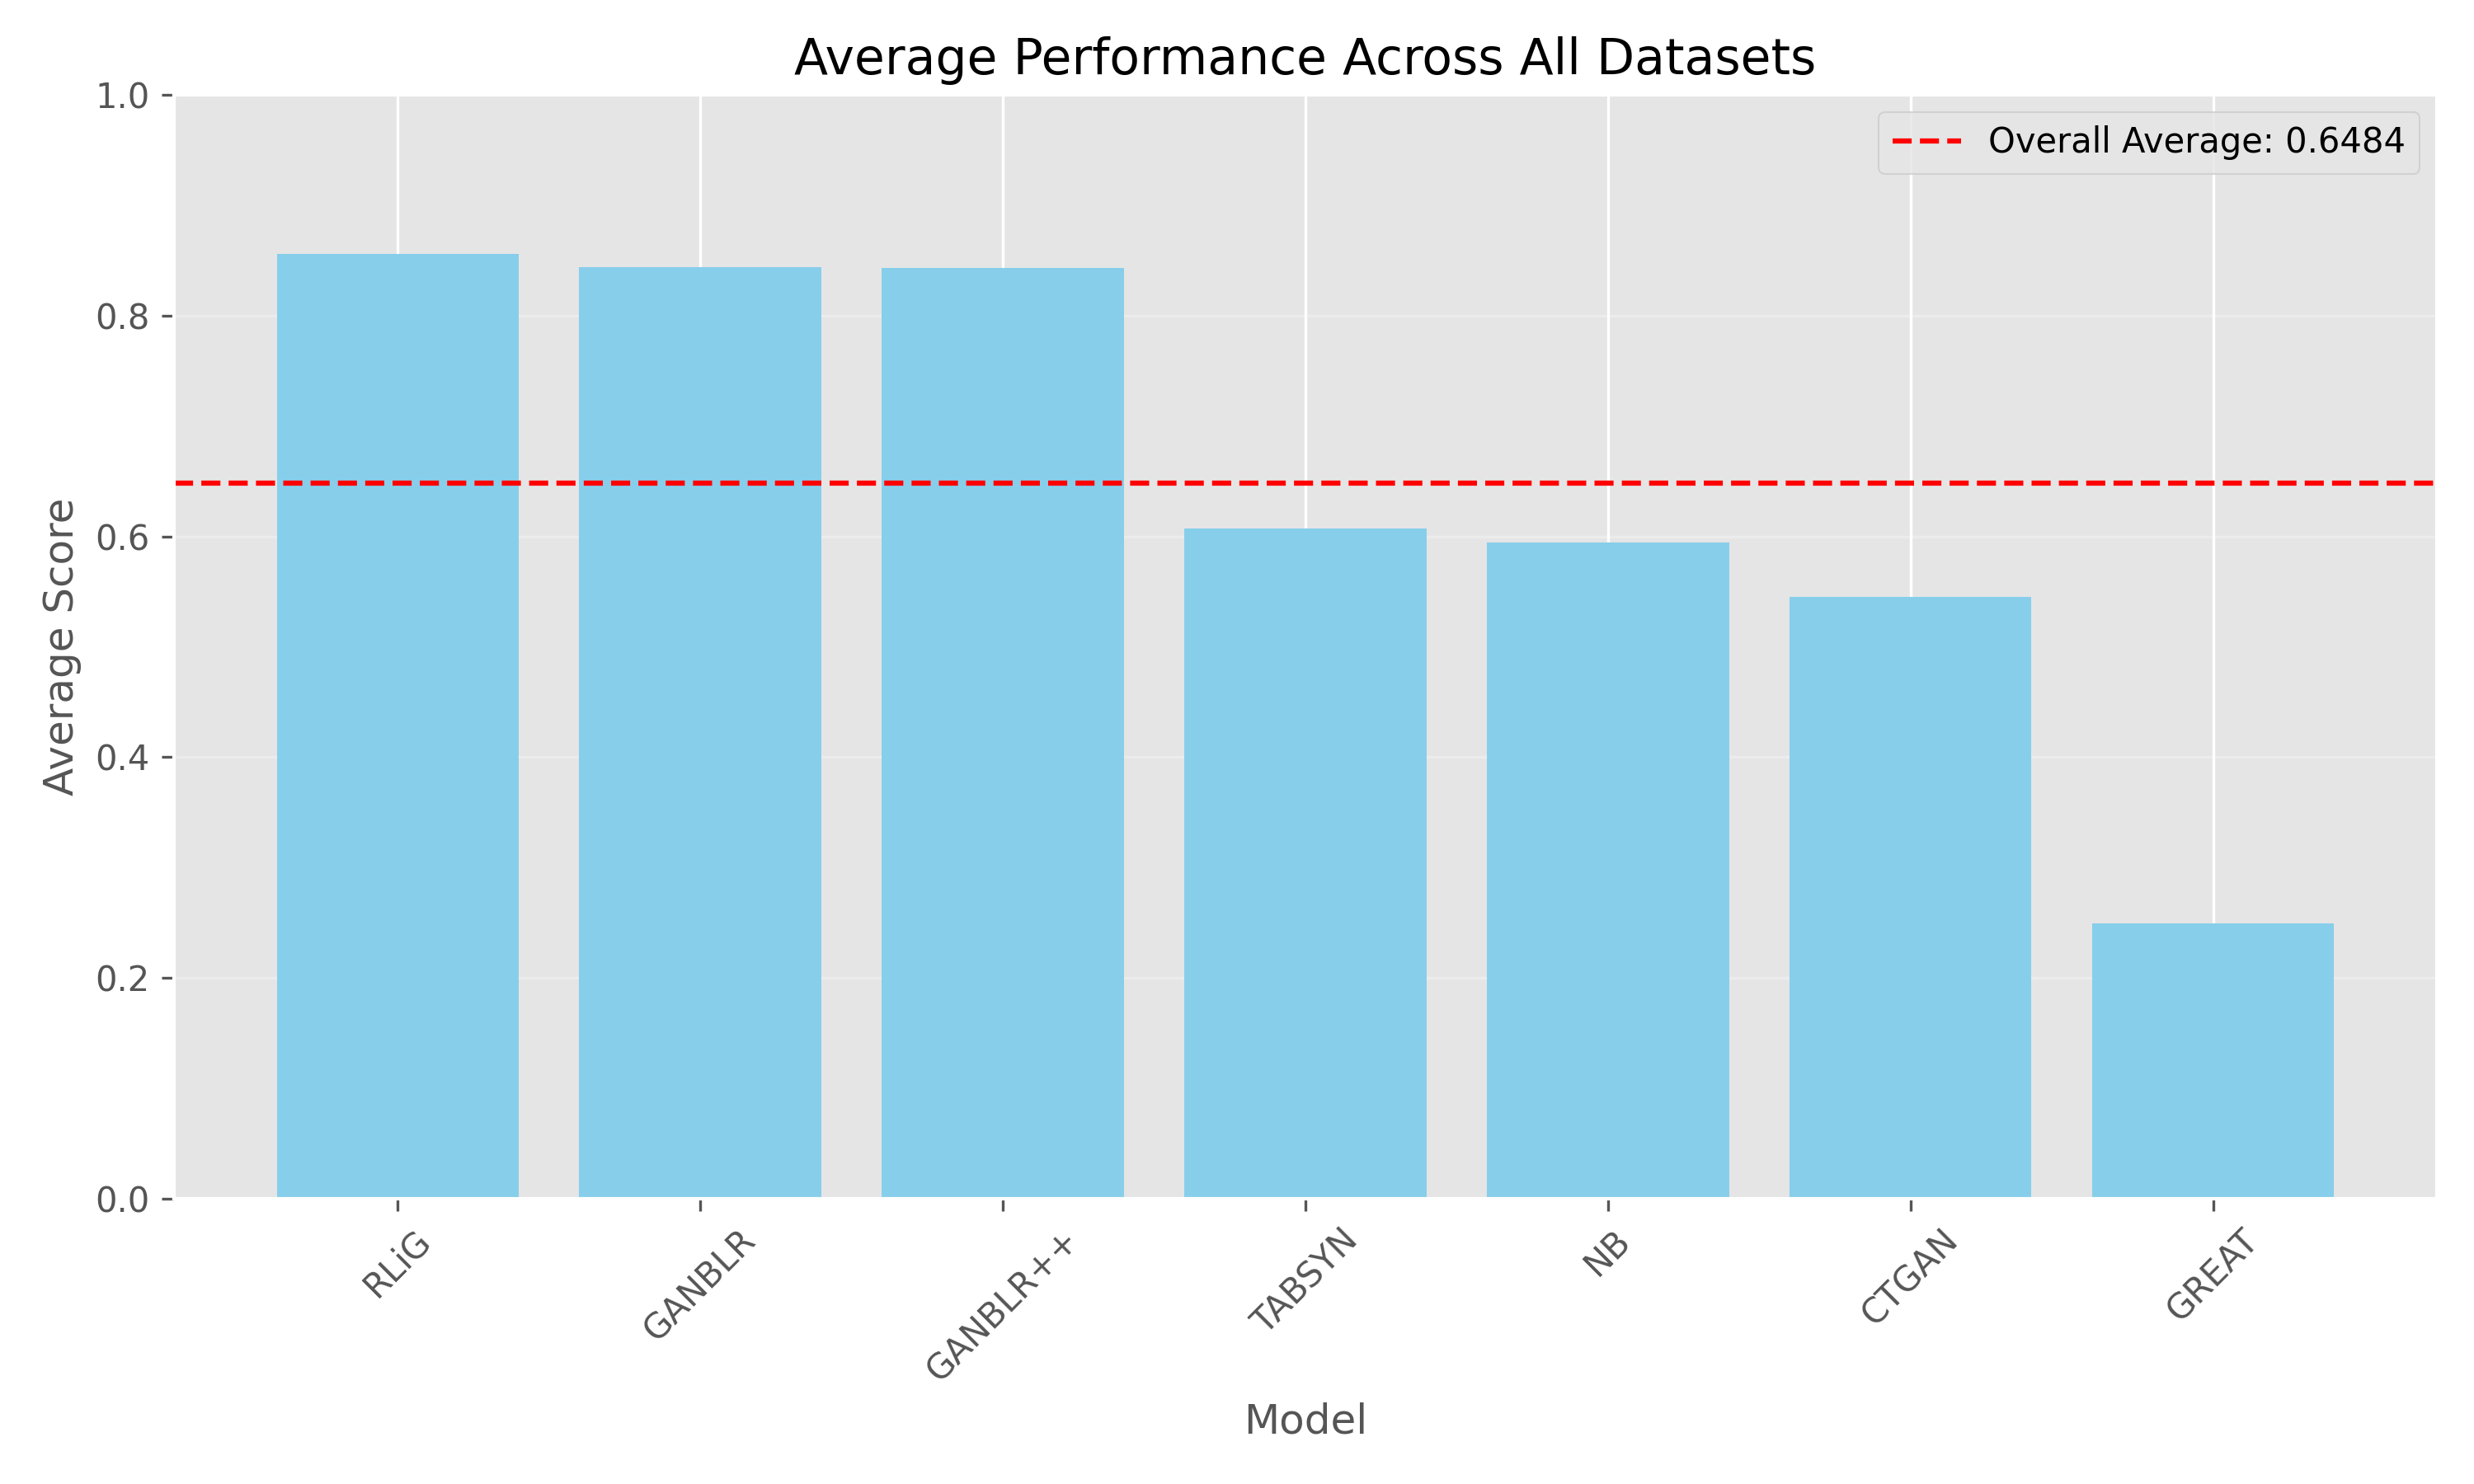 Average Performance Across All Datasets
Overall Average: 0.6484
Average Score
1.0
0.8
0.6
0.4
0.2
0.0
RLiG
GANBLR
GANBLR++
TABSYN
NB
CTGAN
GREAT
Model